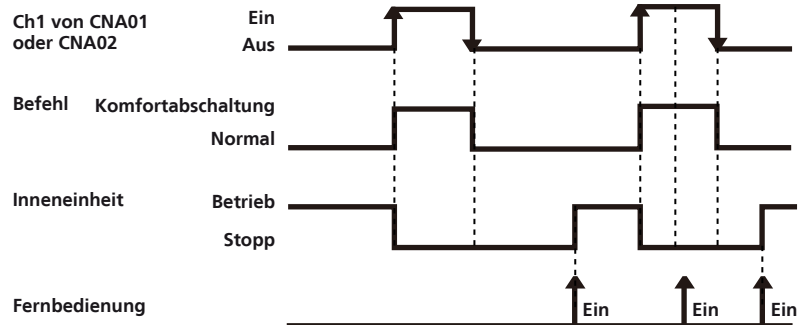 Ch1 von CNA01
oder CNA02
Ein
Aus
Befehl
Komfortabschaltung
Normal
Inneneinheit
Betrieb
Stopp
Fernbedienung
Ein
Ein
Ein